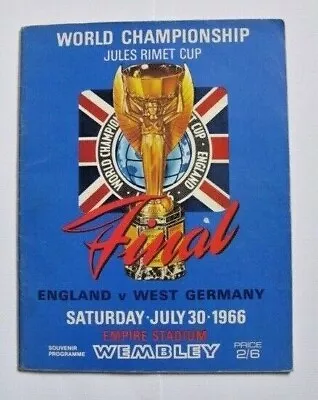 WORLD CHAMPIONSHIP
JULES RIMET CUP
WORLD CHAMPIONSHIP CUP · ENGLAND
Final
ENGLAND v WEST GERMANY
SATURDAY · JULY 30 · 1966
EMPIRE STADIUM
SOUVENIR
PROGRAMME
WEMBLEY
PRICE
2/6